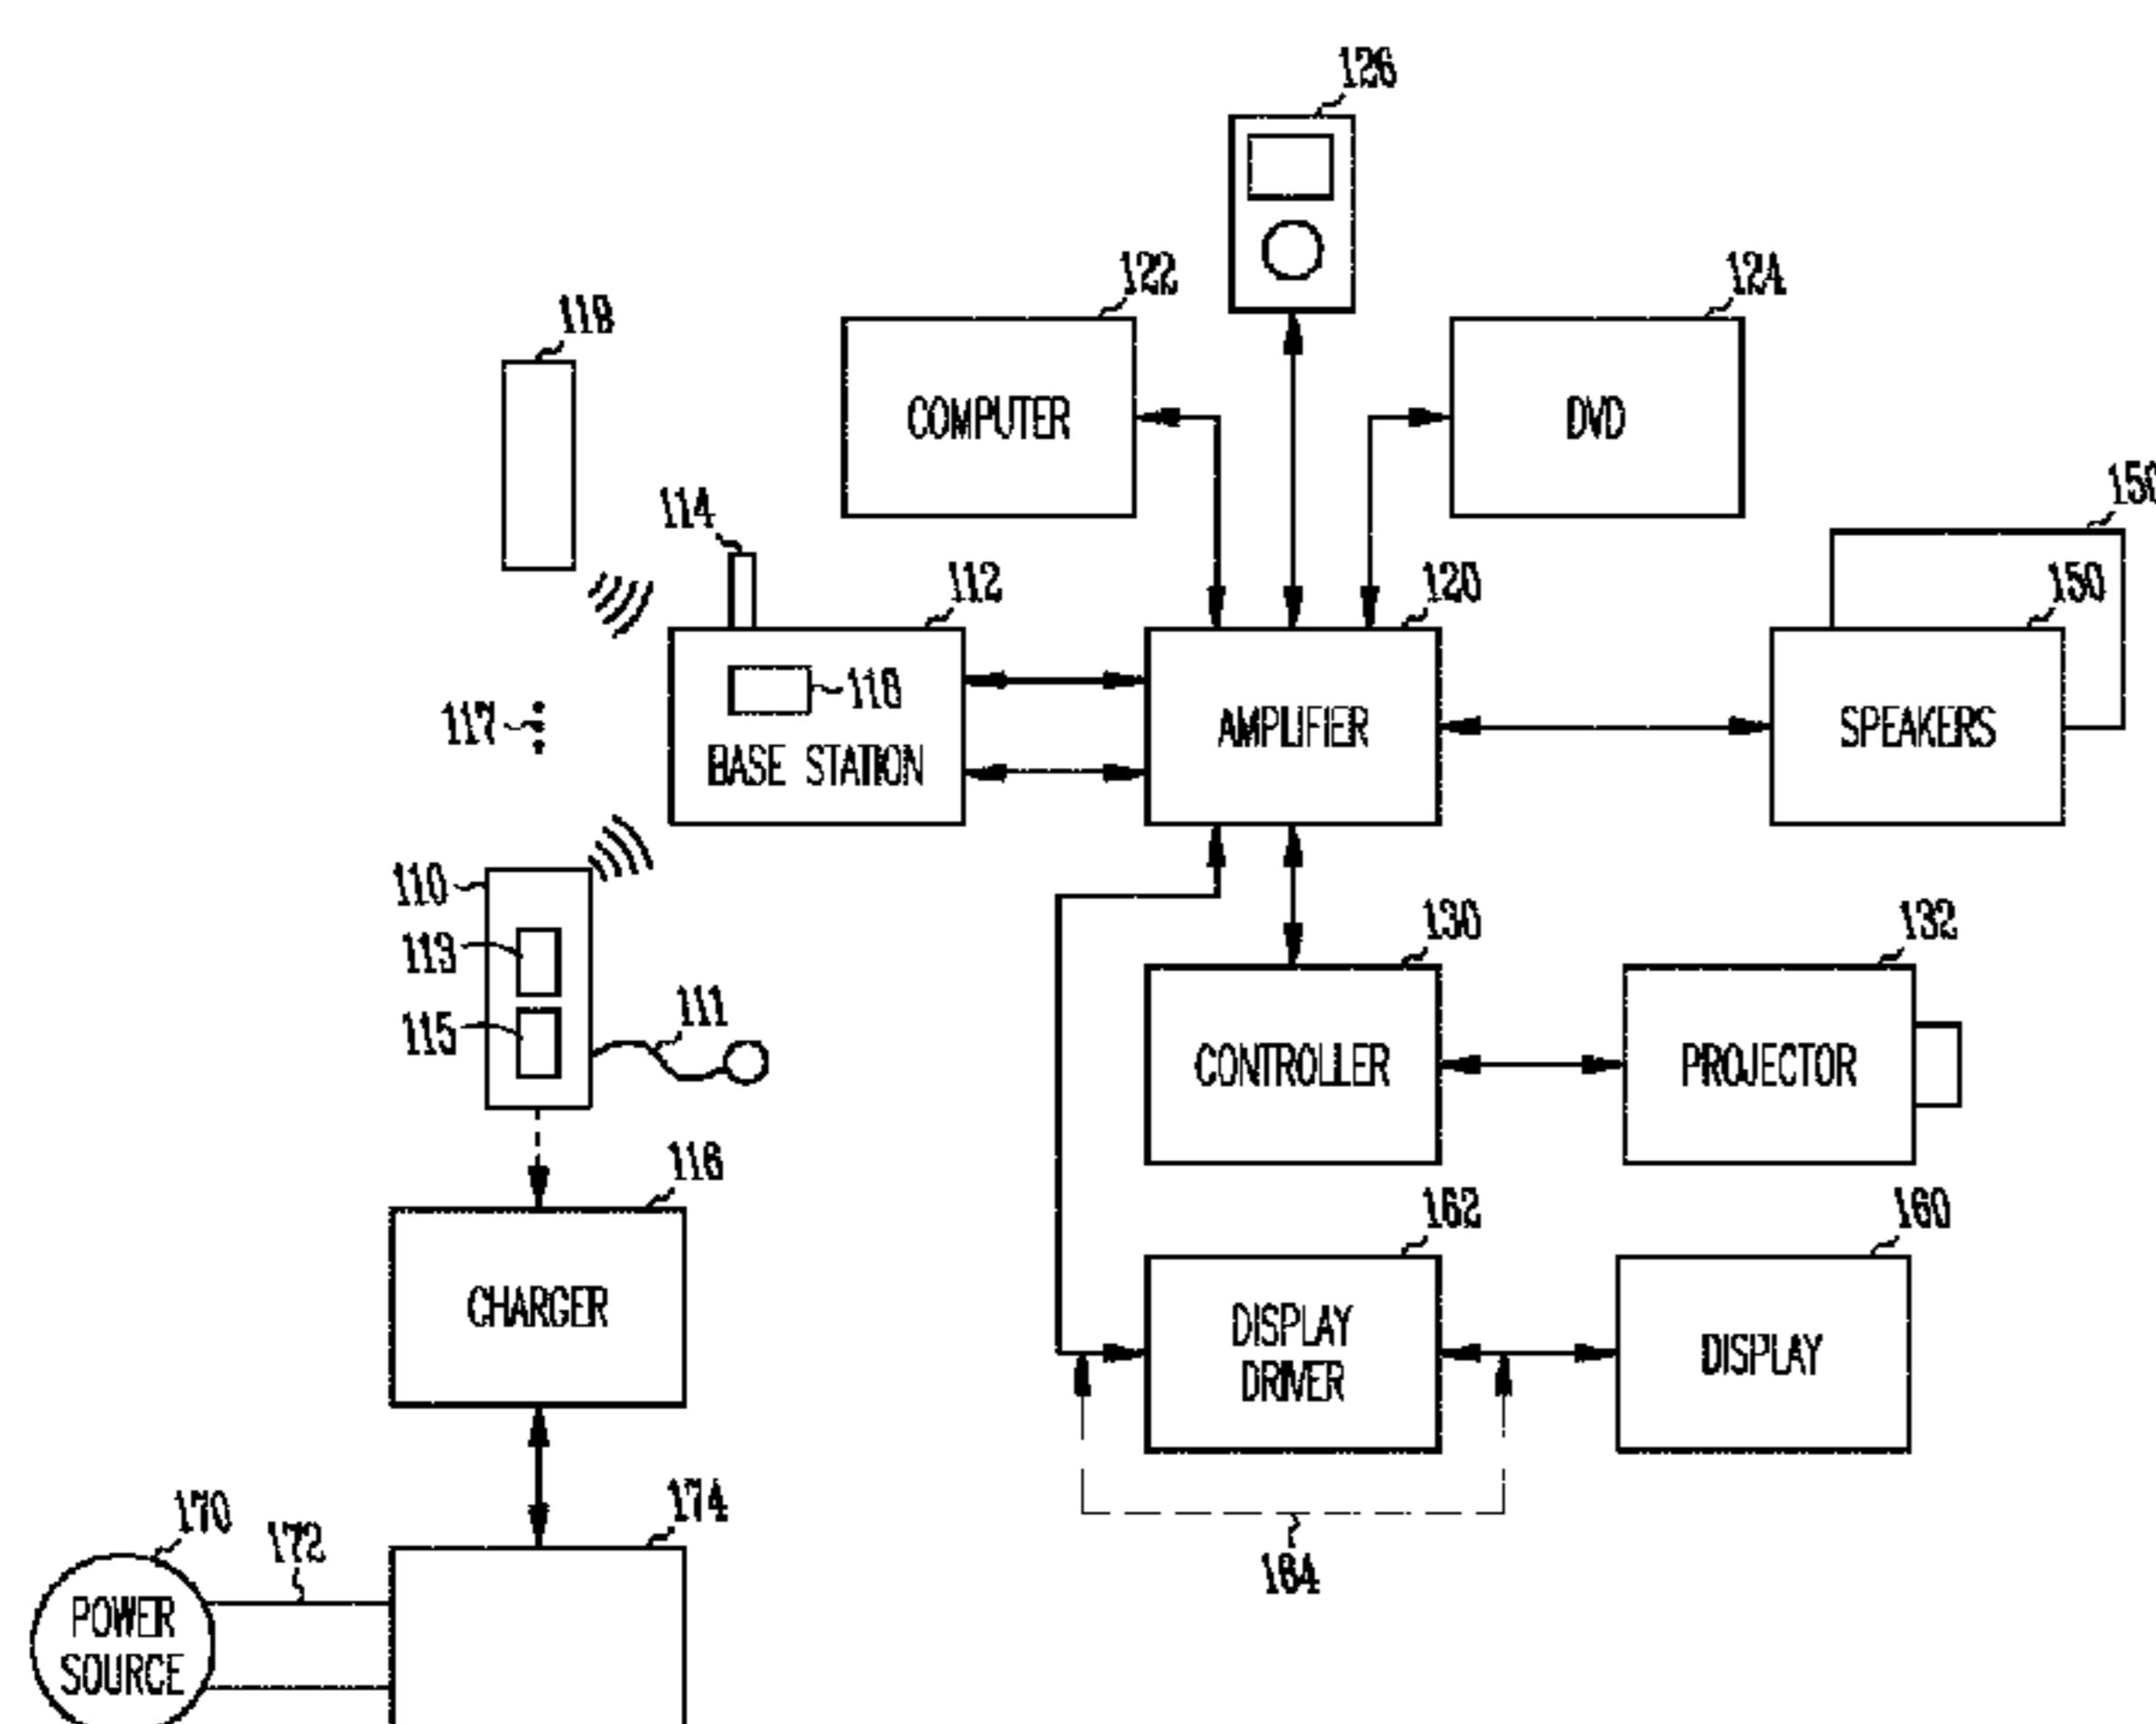 126
122
124
119
150
114
112
120
150
118
COMPUTER
DVD
117
BASE STATION
AMPLIFIER
SPEAKERS
110
113
130
132
115
111
CONTROLLER
PROJECTOR
116
162
160
CHARGER
DISPLAY
DRIVER
DISPLAY
170
172
174
164
POWER
SOURCE